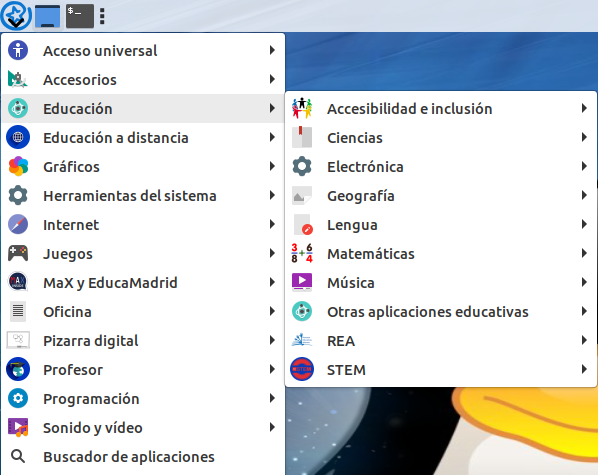 Acceso universal
Accesorios
Educación
Educación a distancia
Gráficos
Herramientas del sistema
Internet
Juegos
MaX y EducaMadrid
Oficina
Pizarra digital
Profesor
Programación
Sonido y vídeo
Buscador de aplicaciones
Accesibilidad e inclusión
Ciencias
Electrónica
Geografía
Lengua
Matemáticas
Música
Otras aplicaciones educativas
REA
STEM